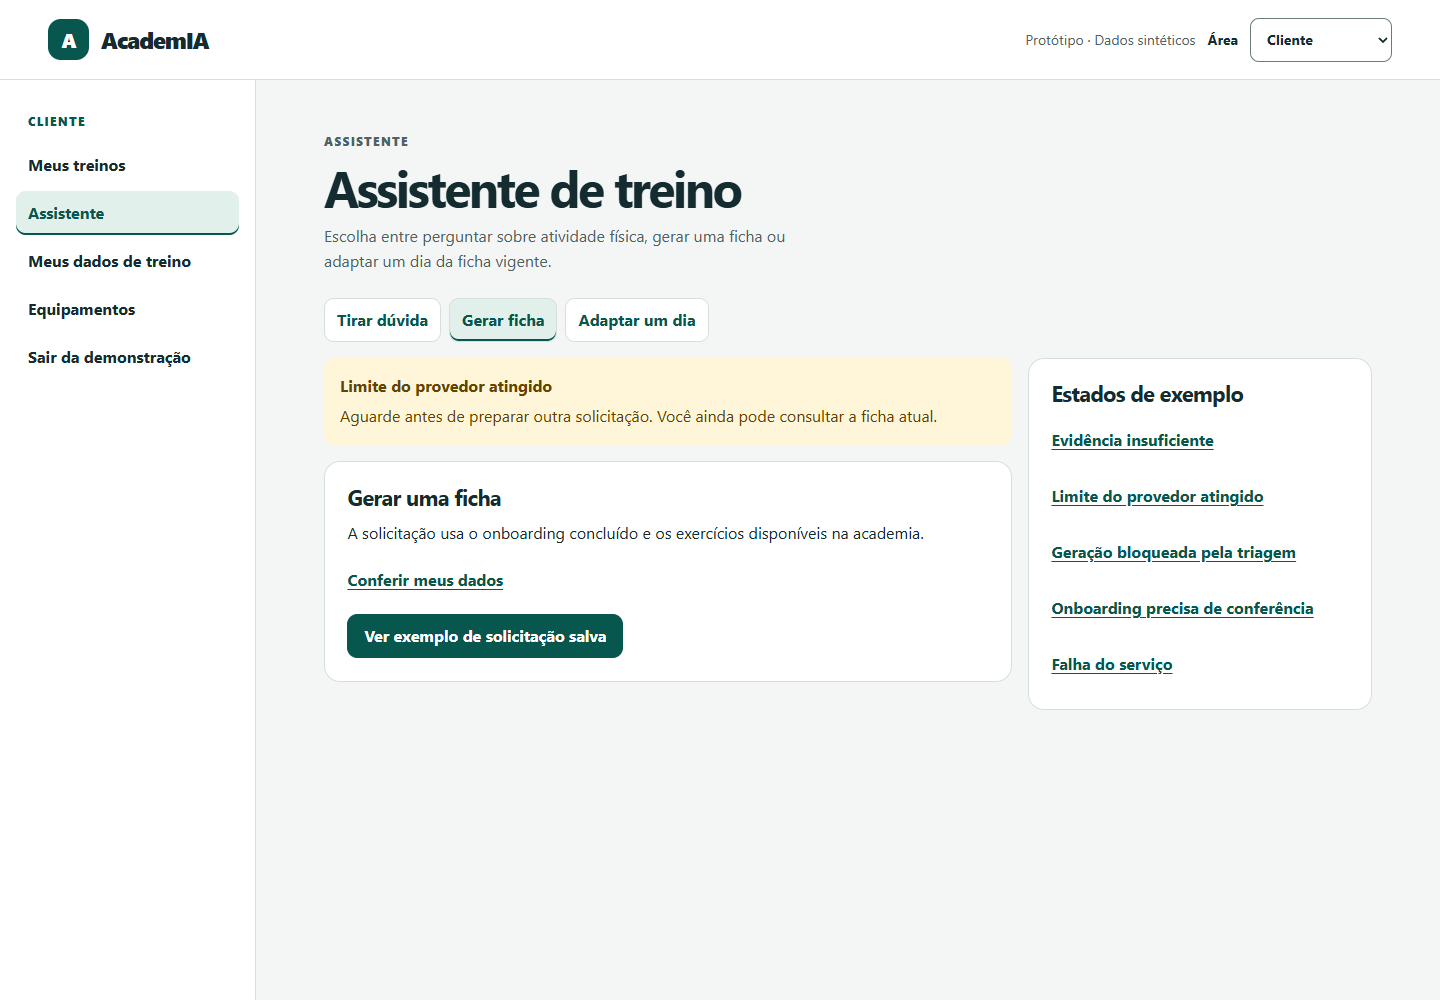 A
AcademIA
Protótipo · Dados sintéticos
Área
Cliente
CLIENTE
Meus treinos
Assistente
Meus dados de treino
Equipamentos
Sair da demonstração
ASSISTENTE
Assistente de treino
Escolha entre perguntar sobre atividade física, gerar uma ficha ou
adaptar um dia da ficha vigente.
Tirar dúvida
Gerar ficha
Adaptar um dia
Limite do provedor atingido
Aguarde antes de preparar outra solicitação. Você ainda pode consultar a ficha atual.
Gerar uma ficha
A solicitação usa o onboarding concluído e os exercícios disponíveis na academia.
Conferir meus dados
Ver exemplo de solicitação salva
Estados de exemplo
Evidência insuficiente
Limite do provedor atingido
Geração bloqueada pela triagem
Onboarding precisa de conferência
Falha do serviço